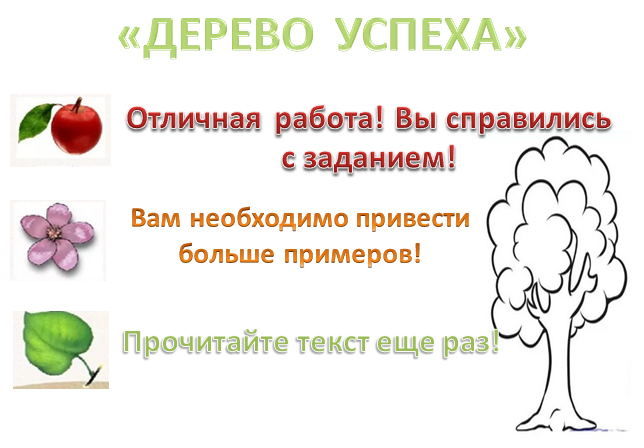 «ДЕРЕВО УСПЕХА»
Отличная работа! Вы справились
с заданием!
Вам необходимо привести
больше примеров!
Прочитайте текст еще раз!